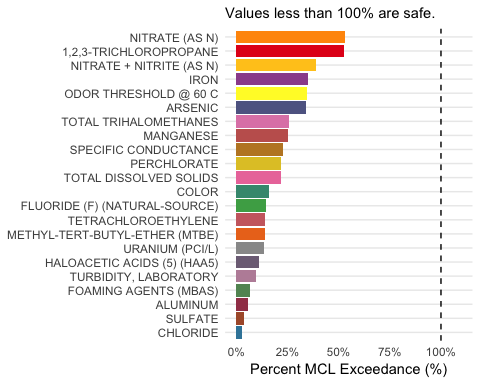 Values less than 100% are safe.
NITRATE (AS N)
1,2,3-TRICHLOROPROPANE
NITRATE + NITRITE (AS N)
IRON
ODOR THRESHOLD @ 60 C
ARSENIC
TOTAL TRIHALOMETHANES
MANGANESE
SPECIFIC CONDUCTANCE
PERCHLORATE
TOTAL DISSOLVED SOLIDS
COLOR
FLUORIDE (F) (NATURAL-SOURCE)
TETRACHLOROETHYLENE
METHYL-TERT-BUTYL-ETHER (MTBE)
URANIUM (PCI/L)
HALOACETIC ACIDS (5) (HAA5)
TURBIDITY, LABORATORY
FOAMING AGENTS (MBAS)
ALUMINUM
SULFATE
CHLORIDE
0% 25% 50% 75% 100%
Percent MCL Exceedance (%)